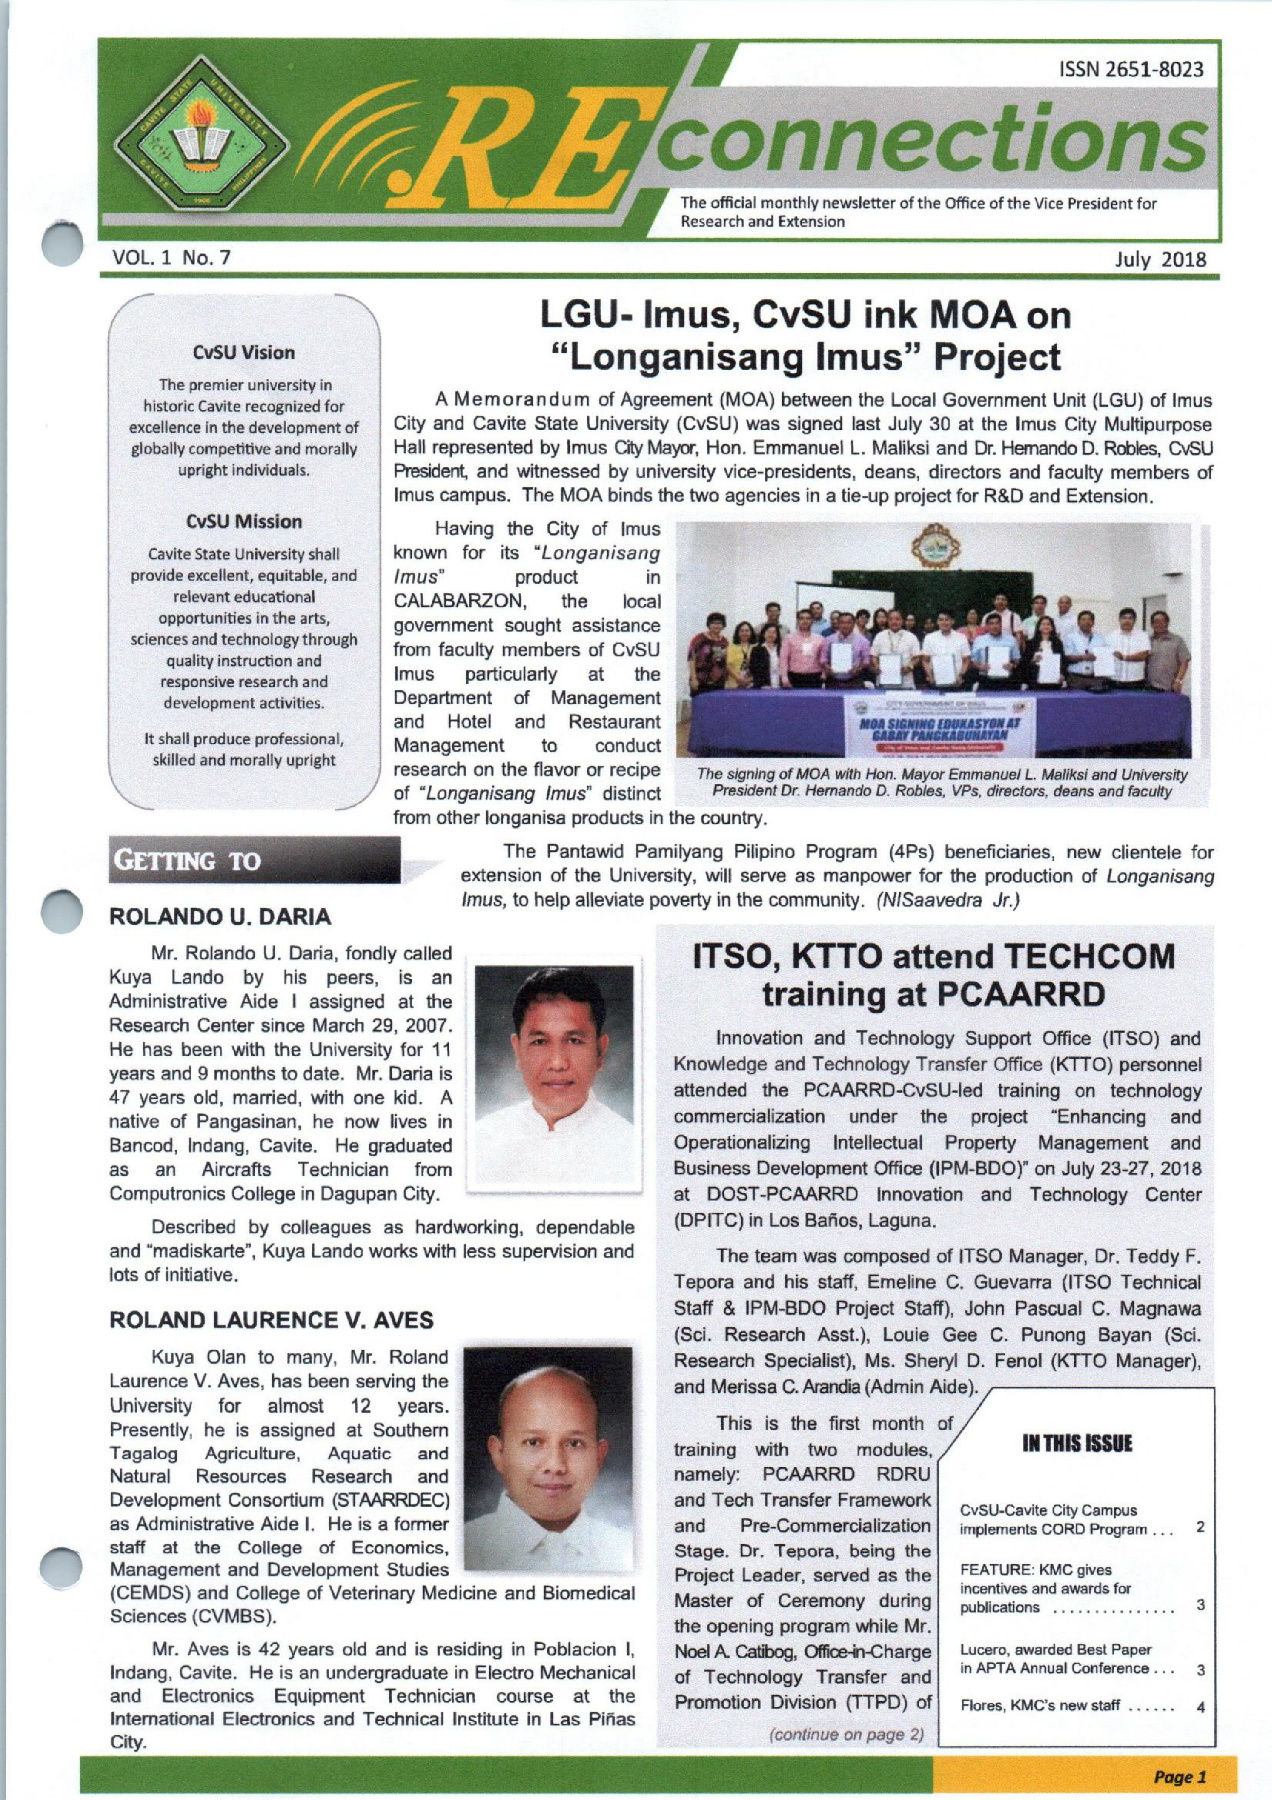 ISSN 2651-8023
CAVITE STATE UNIVERSITY
CAVITE PHILIPPINES
1906
.RE connections
The official monthly newsletter of the Office of the Vice President for
Research and Extension
VOL. 1 No. 7
July 2018
CvSU Vision
The premier university in
historic Cavite recognized for
excellence in the development of
globally competitive and morally
upright individuals.
CvSU Mission
Cavite State University shall
provide excellent, equitable, and
relevant educational
opportunities in the arts,
sciences and technology through
quality instruction and
responsive research and
development activities.
It shall produce professional,
skilled and morally upright
LGU- Imus, CvSU ink MOA on
“Longanisang Imus” Project
A Memorandum of Agreement (MOA) between the Local Government Unit (LGU) of Imus
City and Cavite State University (CvSU) was signed last July 30 at the Imus City Multipurpose
Hall represented by Imus City Mayor, Hon. Emmanuel L. Maliksi and Dr. Hernando D. Robles, CvSU
President, and witnessed by university vice-presidents, deans, directors and faculty members of
Imus campus. The MOA binds the two agencies in a tie-up project for R&D and Extension.
Having the City of Imus
known for its “Longanisang
Imus” product in
CALABARZON, the local
government sought assistance
from faculty members of CvSU
Imus particularly at the
Department of Management
and Hotel and Restaurant
Management to conduct
research on the flavor or recipe
of “Longanisang Imus” distinct
from other longanisa products in the country.
CITY GOVERNMENT OF IMUS
MOA SIGNING EDUKASYON AT
GABAY PANGKABUHAYAN
City of Imus and Cavite State University
The signing of MOA with Hon. Mayor Emmanuel L. Maliksi and University
President Dr. Hernando D. Robles, VPs, directors, deans and faculty
The Pantawid Pamilyang Pilipino Program (4Ps) beneficiaries, new clientele for
extension of the University, will serve as manpower for the production of Longanisang
Imus, to help alleviate poverty in the community. (NISaavedra Jr.)
GETTING TO
ROLANDO U. DARIA
Mr. Rolando U. Daria, fondly called
Kuya Lando by his peers, is an
Administrative Aide I assigned at the
Research Center since March 29, 2007.
He has been with the University for 11
years and 9 months to date. Mr. Daria is
47 years old, married, with one kid. A
native of Pangasinan, he now lives in
Bancod, Indang, Cavite. He graduated
as an Aircrafts Technician from
Computronics College in Dagupan City.
Described by colleagues as hardworking, dependable
and “madiskarte”, Kuya Lando works with less supervision and
lots of initiative.
ROLAND LAURENCE V. AVES
Kuya Olan to many, Mr. Roland
Laurence V. Aves, has been serving the
University for almost 12 years.
Presently, he is assigned at Southern
Tagalog Agriculture, Aquatic and
Natural Resources Research and
Development Consortium (STAARRDEC)
as Administrative Aide I. He is a former
staff at the College of Economics,
Management and Development Studies
(CEMDS) and College of Veterinary Medicine and Biomedical
Sciences (CVMBS).
Mr. Aves is 42 years old and is residing in Poblacion I,
Indang, Cavite. He is an undergraduate in Electro Mechanical
and Electronics Equipment Technician course at the
International Electronics and Technical Institute in Las Piñas
City.
ITSO, KTTO attend TECHCOM
training at PCAARRD
Innovation and Technology Support Office (ITSO) and
Knowledge and Technology Transfer Office (KTTO) personnel
attended the PCAARRD-CvSU-led training on technology
commercialization under the project “Enhancing and
Operationalizing Intellectual Property Management and
Business Development Office (IPM-BDO)” on July 23-27, 2018
at DOST-PCAARRD Innovation and Technology Center
(DPITC) in Los Baños, Laguna.
The team was composed of ITSO Manager, Dr. Teddy F.
Tepora and his staff, Emeline C. Guevarra (ITSO Technical
Staff & IPM-BDO Project Staff), John Pascual C. Magnawa
(Sci. Research Asst.), Louie Gee C. Punong Bayan (Sci.
Research Specialist), Ms. Sheryl D. Fenol (KTTO Manager),
and Merissa C. Arandia (Admin Aide).
This is the first month of
training with two modules,
namely: PCAARRD RDRU
and Tech Transfer Framework
and Pre-Commercialization
Stage. Dr. Tepora, being the
Project Leader, served as the
Master of Ceremony during
the opening program while Mr.
Noel A. Catibog, Office-in-Charge
of Technology Transfer and
Promotion Division (TTPD) of
(continue on page 2)
IN THIS ISSUE
CvSU-Cavite City Campus
implements CORD Program . . . 2
FEATURE: KMC gives
incentives and awards for
publications . . . . . . . . . . . . . . . 3
Lucero, awarded Best Paper
in APTA Annual Conference . . . 3
Flores, KMC's new staff . . . . . . 4
Page 1